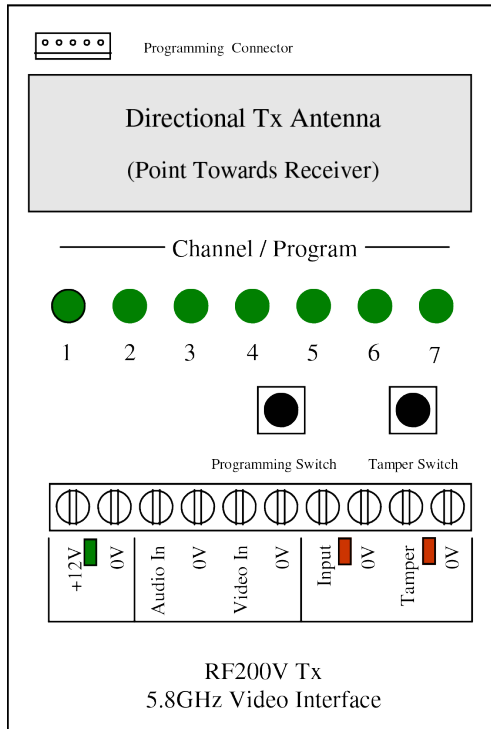 Programming Connector
Directional Tx Antenna
(Point Towards Receiver)
Channel / Program
1 2 3 4 5 6 7
Programming Switch Tamper Switch
+12V 0V Audio In 0V Video In 0V Input 0V Tamper 0V
RF200V Tx
5.8GHz Video Interface